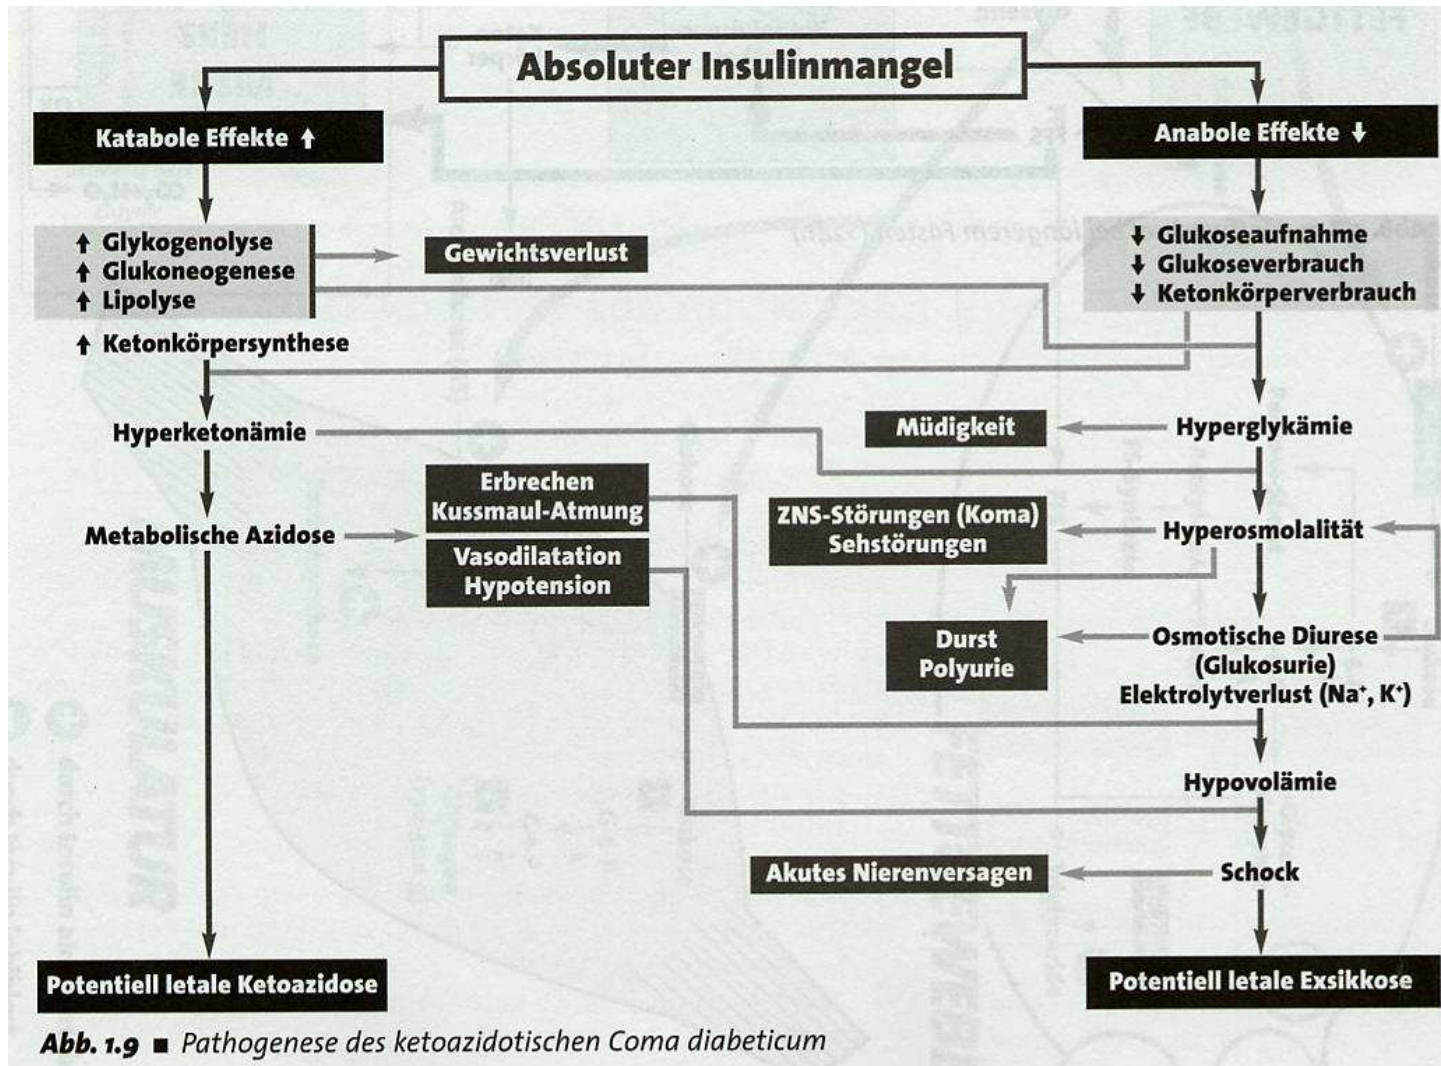 Absoluter Insulinmangel
Katabole Effekte ↑
Anabole Effekte ↓
↑ Glykogenolyse
↑ Glukoneogenese
↑ Lipolyse
↑ Ketonkörpersynthese
Gewichtsverlust
↓ Glukoseaufnahme
↓ Glukoseverbrauch
↓ Ketonkörperverbrauch
Hyperketonämie
Müdigkeit
Hyperglykämie
Metabolische Azidose
Erbrechen
Kussmaul-Atmung
Vasodilatation
Hypotension
ZNS-Störungen (Koma)
Sehstörungen
Hyperosmolalität
Durst
Polyurie
Osmotische Diurese
(Glukosurie)
Elektrolytverlust (Na⁺, K⁺)
Hypovolämie
Akutes Nierenversagen
Schock
Potentiell letale Ketoazidose
Potentiell letale Exsikkose
Abb. 1.9 ■ Pathogenese des ketoazidotischen Coma diabeticum